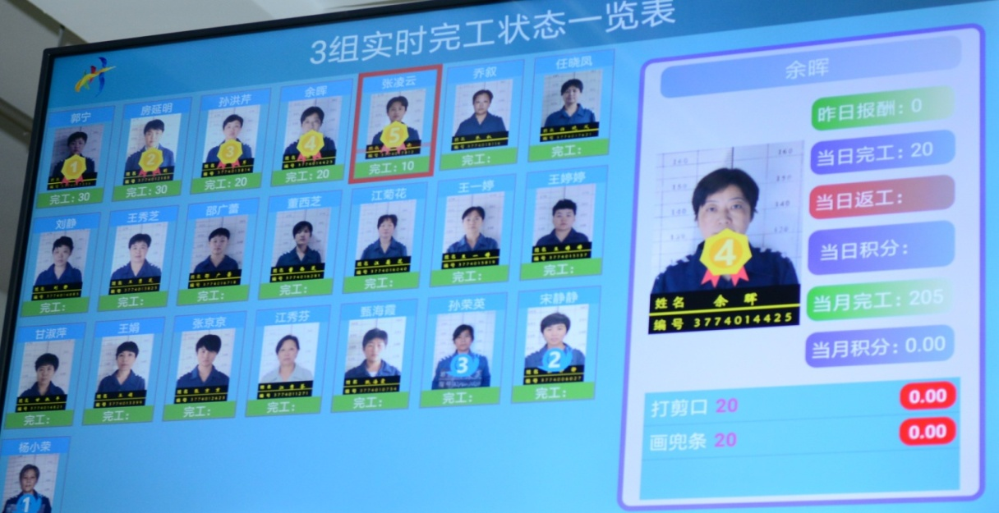 3组实时完工状态一览表
郭宁 房延明 孙洪芹 余晖 张凌云 乔叙 任晓凤
1 2 3 4 5
完工：30 完工：30 完工：20 完工：20 完工：10 完工： 完工：
刘静 王秀芝 邵广蕾 董西芝 江菊花 王一婷 王婷婷
完工： 完工： 完工： 完工： 完工： 完工： 完工：
甘淑萍 王娟 张京京 江秀芬 甄海霞 孙荣英 宋静静
3 2
完工： 完工： 完工： 完工： 完工： 完工： 完工：
杨小荣
1
余晖
昨日报酬：0
当日完工：20
当日返工：
当日积分：
当月完工：205
当月积分：0.00
160 160
150 150
140 140
120 120
4
姓名 余晖
编号 3774014425
打剪口 20 0.00
画兜条 20 0.00